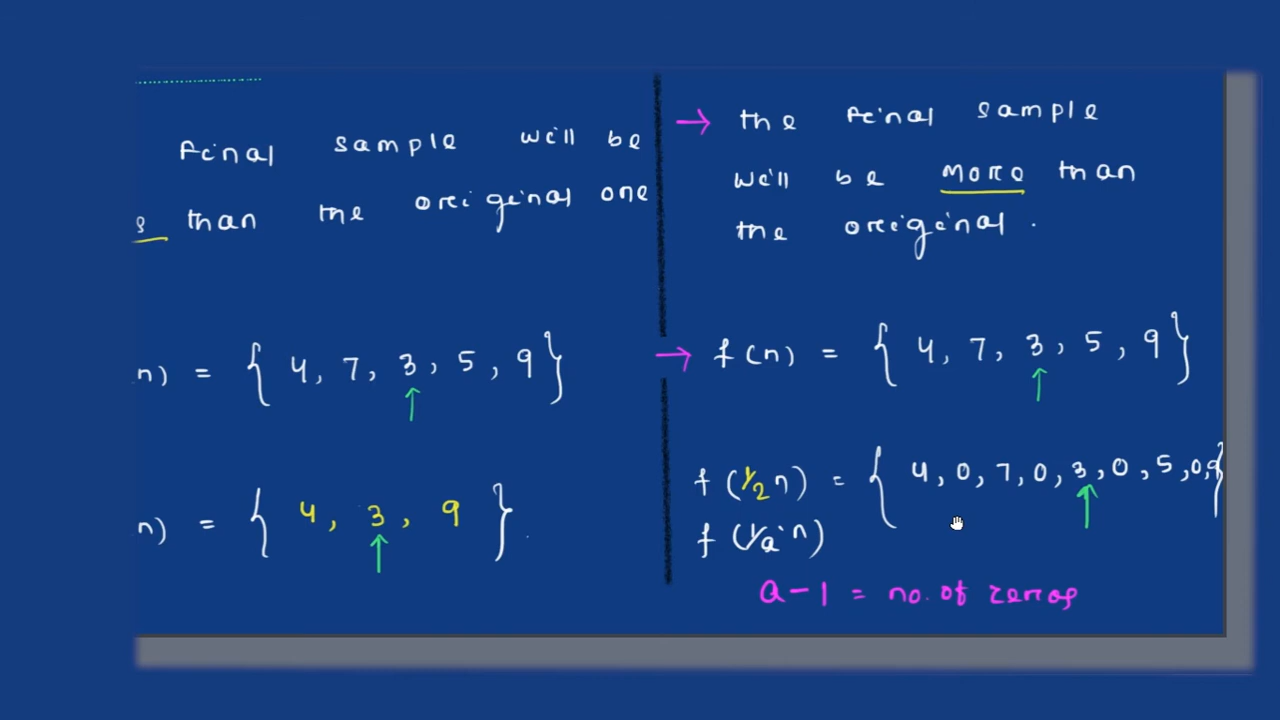 final sample will be
s than the original one
n) = { 4, 7, 3, 5, 9 }
↑
n) = { 4, 3, 9 }
↑
→ the final sample
will be more than
the original.
→ f(n) = { 4, 7, 3, 5, 9 }
↑
f(1/2 n) = { 4, 0, 7, 0, 3, 0, 5, 0, 9 }
↑
f(1/a · n)
a - 1 = no. of zeros